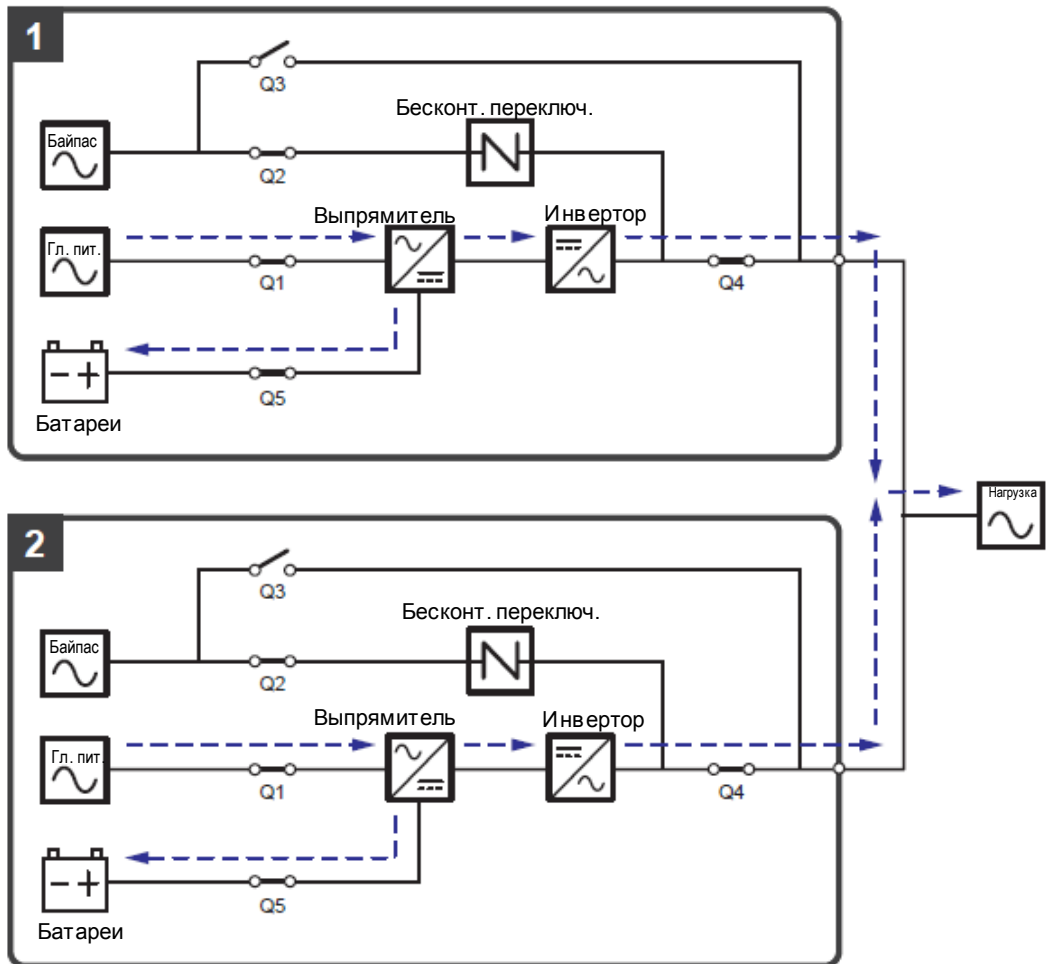 1
Q3
Бесконт. переключ.
Байпас
Q2
Выпрямитель
Инвертор
Гл. пит.
Q1
Q4
Q5
Батареи
Нагрузка
2
Q3
Бесконт. переключ.
Байпас
Q2
Выпрямитель
Инвертор
Гл. пит.
Q1
Q4
Q5
Батареи